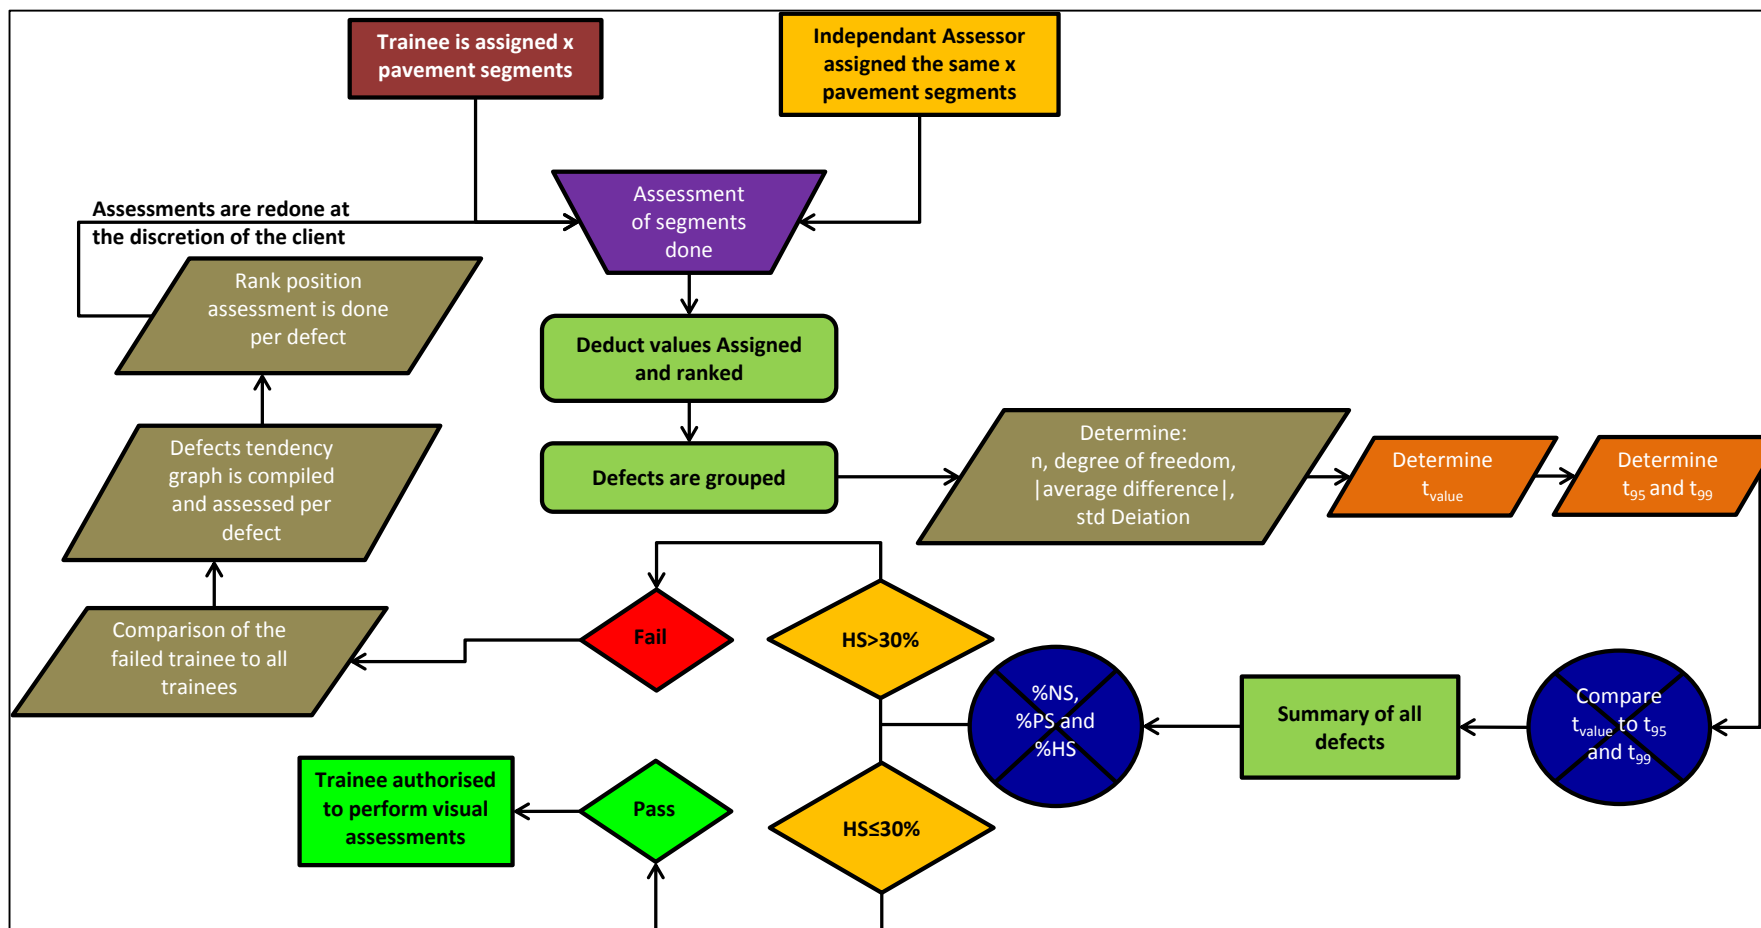 Trainee is assigned x
pavement segments
Independant Assessor
assigned the same x
pavement segments
Assessments are redone at
the discretion of the client
Assessment
of segments
done
Rank position
assessment is done
per defect
Deduct values Assigned
and ranked
Defects tendency
graph is compiled
and assessed per
defect
Defects are grouped
Determine:
n, degree of freedom,
|average difference|,
std Deiation
Determine
tvalue
Determine
t95 and t99
Comparison of the
failed trainee to all
trainees
Fail
HS>30%
%NS,
%PS and
%HS
Summary of all
defects
Compare
tvalue to t95
and t99
Trainee authorised
to perform visual
assessments
Pass
HS≤30%